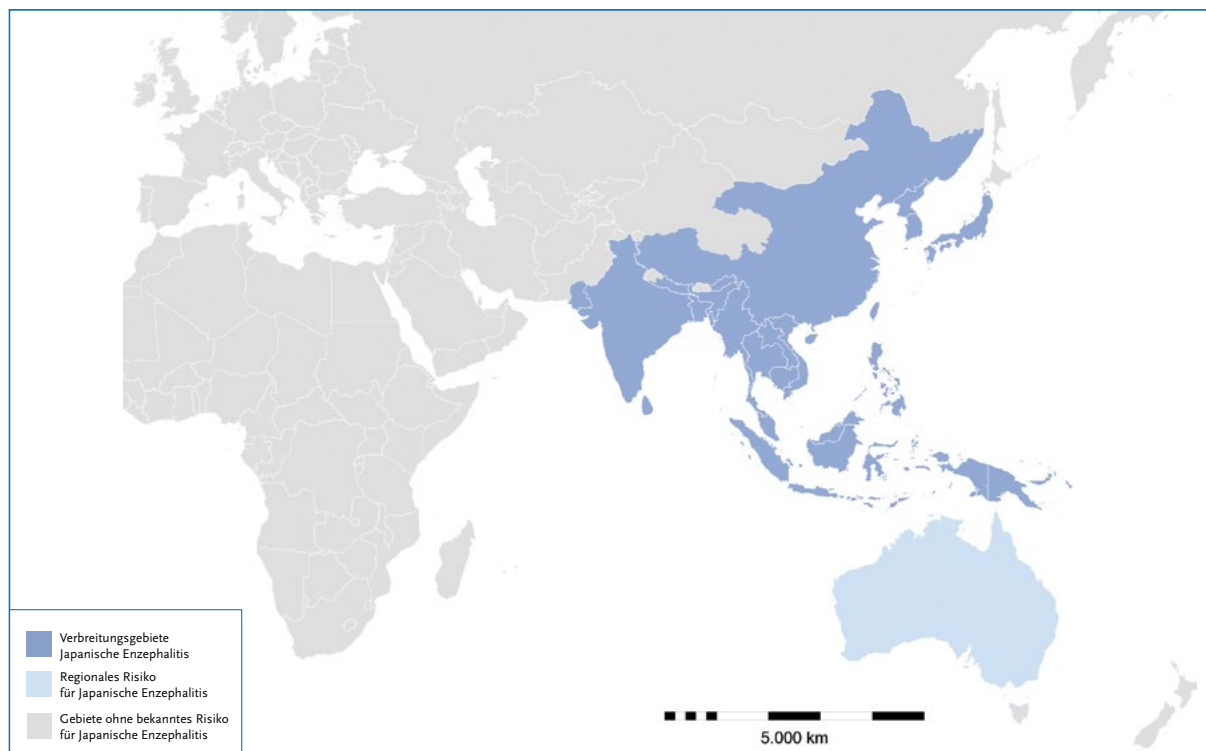 Verbreitungsgebiete
Japanische Enzephalitis
Regionales Risiko
für Japanische Enzephalitis
Gebiete ohne bekanntes Risiko
für Japanische Enzephalitis
5.000 km